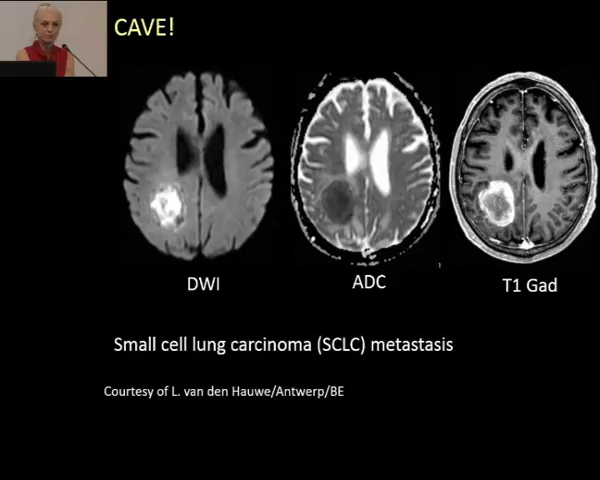 CAVE!
DWI
ADC
T1 Gad
Small cell lung carcinoma (SCLC) metastasis
Courtesy of L. van den Hauwe/Antwerp/BE